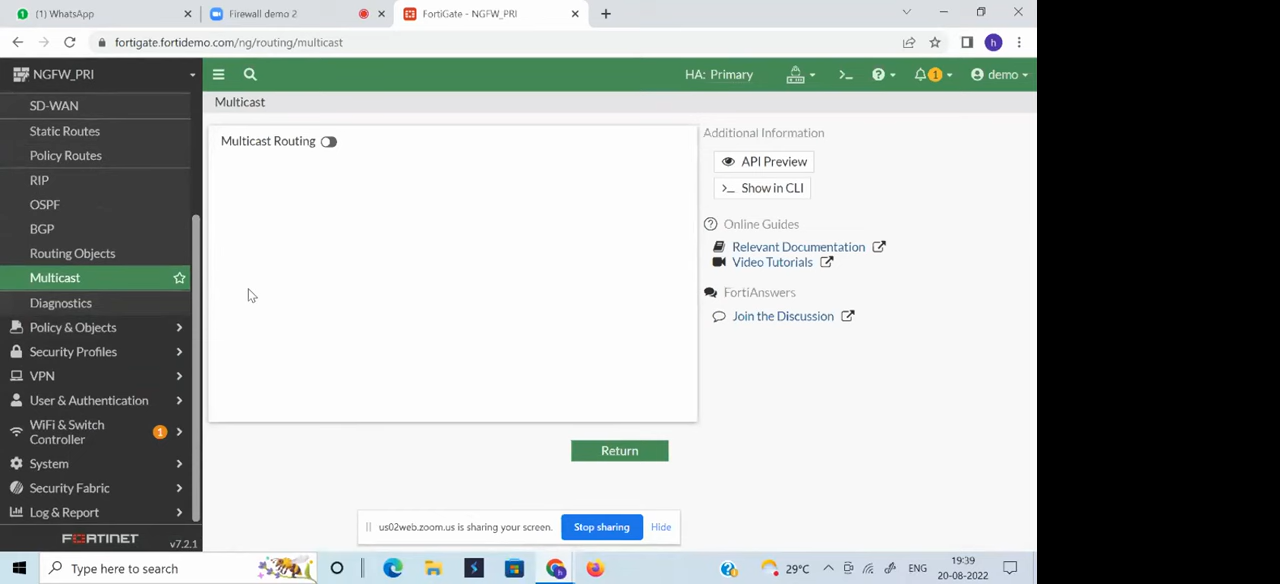 (1) WhatsApp
Firewall demo 2
FortiGate - NGFW_PRI
fortigate.fortidemo.com/ng/routing/multicast
h
NGFW_PRI
HA: Primary
1
demo
SD-WAN
Static Routes
Policy Routes
RIP
OSPF
BGP
Routing Objects
Multicast
Diagnostics
Policy & Objects
Security Profiles
VPN
User & Authentication
WiFi & Switch
Controller
1
System
Security Fabric
Log & Report
FORTINET
v7.2.1
Multicast
Multicast Routing
Return
Additional Information
API Preview
>_ Show in CLI
Online Guides
Relevant Documentation
Video Tutorials
FortiAnswers
Join the Discussion
us02web.zoom.us is sharing your screen.
Stop sharing
Hide
Type here to search
29°C
ENG
19:39
20-08-2022